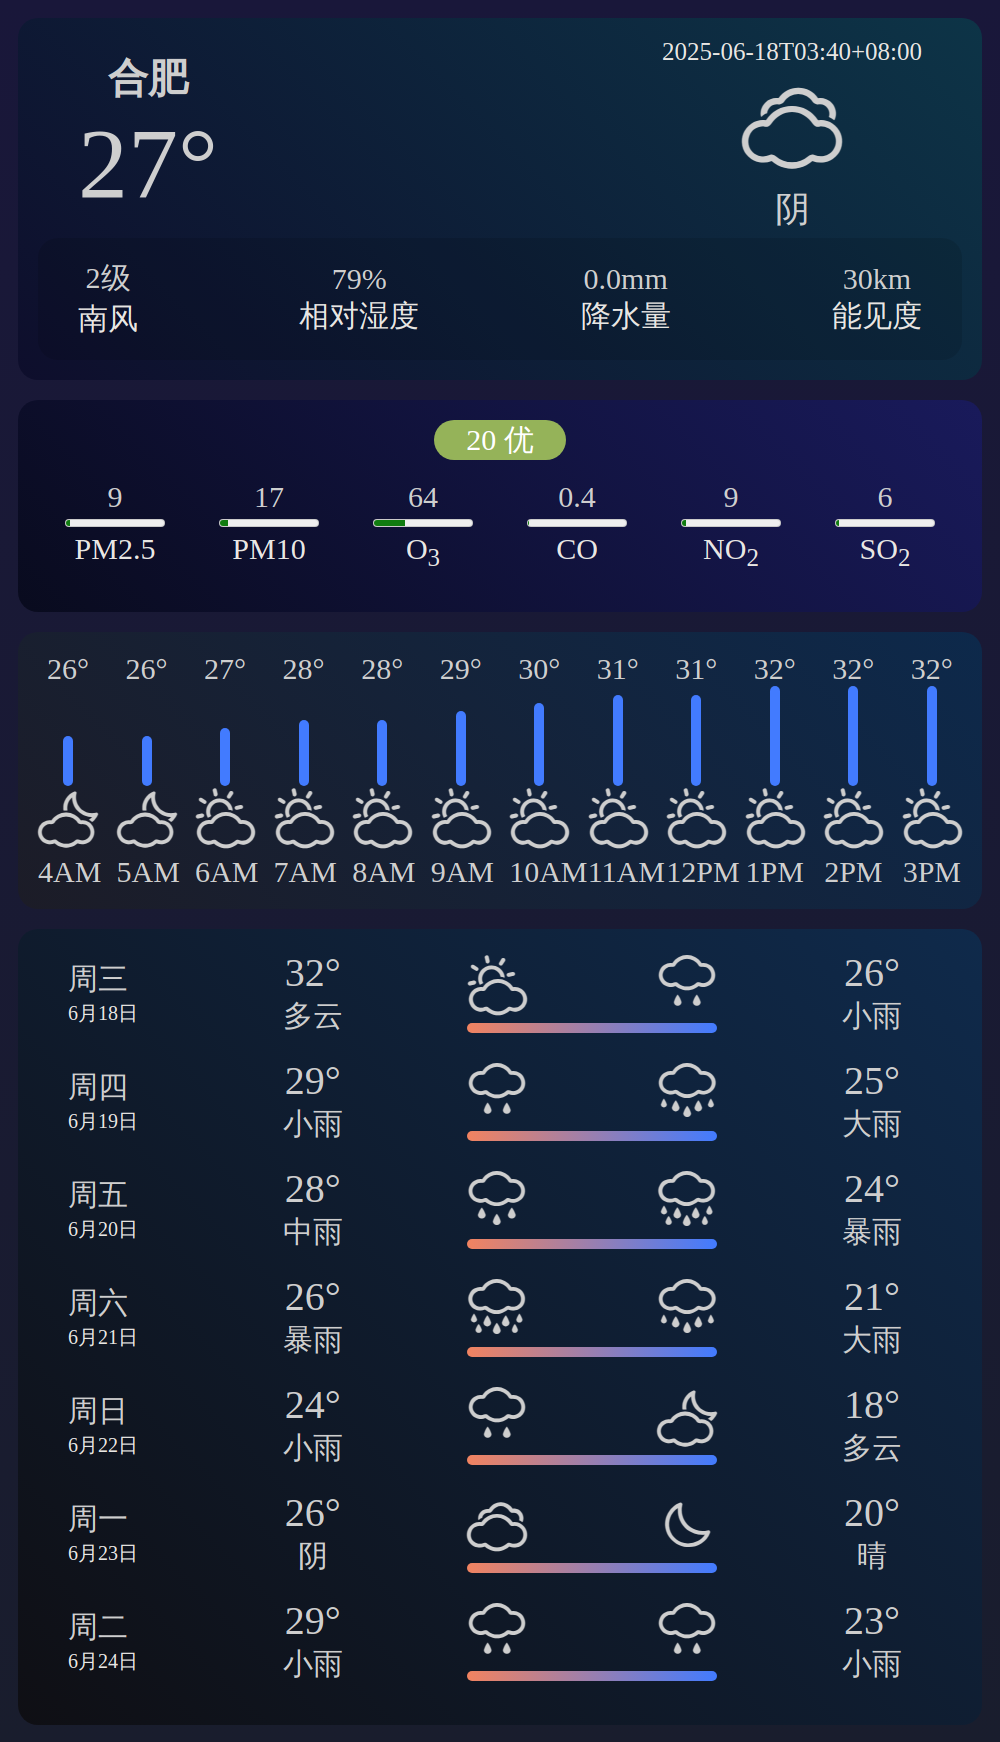 合肥
27°
2025-06-18T03:40+08:00
阴
2级 79% 0.0mm 30km
南风 相对湿度 降水量 能见度
20 优
9 17 64 0.4 9 6
PM2.5 PM10 O3 CO NO2 SO2
26° 26° 27° 28° 28° 29° 30° 31° 31° 32° 32° 32°
4AM 5AM 6AM 7AM 8AM 9AM 10AM 11AM 12PM 1PM 2PM 3PM
周三 32° 26°
6月18日 多云 小雨
周四 29° 25°
6月19日 小雨 大雨
周五 28° 24°
6月20日 中雨 暴雨
周六 26° 21°
6月21日 暴雨 大雨
周日 24° 18°
6月22日 小雨 多云
周一 26° 20°
6月23日 阴 晴
周二 29° 23°
6月24日 小雨 小雨